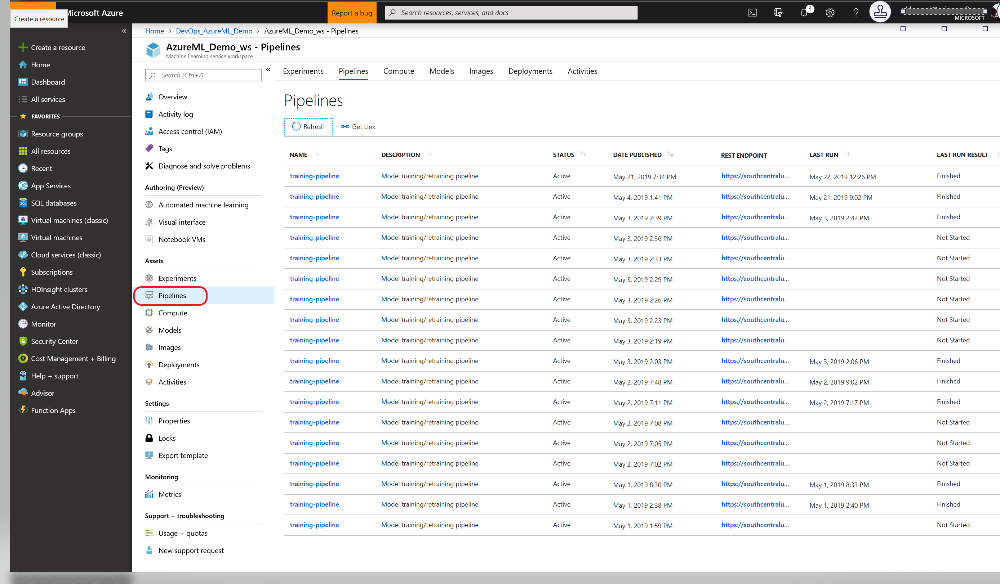 Create a resource
Microsoft Azure
Report a bug
Search resources, services, and docs
3
MICROSOFT
Create a resource
Home
Dashboard
All services
FAVORITES
Resource groups
All resources
Recent
App Services
SQL databases
Virtual machines (classic)
Virtual machines
Cloud services (classic)
Subscriptions
HDInsight clusters
Azure Active Directory
Monitor
Security Center
Cost Management + Billing
Help + support
Advisor
Function Apps
Home > DevOps_AzureML_Demo > AzureML_Demo_ws - Pipelines
AzureML_Demo_ws - Pipelines
Machine Learning service workspace
Search (Ctrl+/)
Overview
Activity log
Access control (IAM)
Tags
Diagnose and solve problems
Authoring (Preview)
Automated machine learning
Visual interface
Notebook VMs
Assets
Experiments
Pipelines
Compute
Models
Images
Deployments
Activities
Settings
Properties
Locks
Export template
Monitoring
Metrics
Support + troubleshooting
Usage + quotas
New support request
Experiments Pipelines Compute Models Images Deployments Activities
Pipelines
Refresh Get Link
NAME DESCRIPTION STATUS DATE PUBLISHED REST ENDPOINT LAST RUN LAST RUN RESULT
training-pipeline Model training/retraining pipeline Active May 21, 2019 7:34 PM https://southcentralu... May 22, 2019 12:26 PM Finished
training-pipeline Model training/retraining pipeline Active May 4, 2019 1:41 PM https://southcentralu... May 21, 2019 9:02 PM Finished
training-pipeline Model training/retraining pipeline Active May 3, 2019 2:39 PM https://southcentralu... May 3, 2019 2:42 PM Finished
training-pipeline Model training/retraining pipeline Active May 3, 2019 2:36 PM https://southcentralu... Not Started
training-pipeline Model training/retraining pipeline Active May 3, 2019 2:33 PM https://southcentralu... Not Started
training-pipeline Model training/retraining pipeline Active May 3, 2019 2:29 PM https://southcentralu... Not Started
training-pipeline Model training/retraining pipeline Active May 3, 2019 2:26 PM https://southcentralu... Not Started
training-pipeline Model training/retraining pipeline Active May 3, 2019 2:23 PM https://southcentralu... Not Started
training-pipeline Model training/retraining pipeline Active May 3, 2019 2:19 PM https://southcentralu... Not Started
training-pipeline Model training/retraining pipeline Active May 3, 2019 2:03 PM https://southcentralu... May 3, 2019 2:06 PM Finished
training-pipeline Model training/retraining pipeline Active May 2, 2019 7:48 PM https://southcentralu... May 2, 2019 9:02 PM Finished
training-pipeline Model training/retraining pipeline Active May 2, 2019 7:11 PM https://southcentralu... May 2, 2019 7:17 PM Finished
training-pipeline Model training/retraining pipeline Active May 2, 2019 7:08 PM https://southcentralu... Not Started
training-pipeline Model training/retraining pipeline Active May 2, 2019 7:05 PM https://southcentralu... Not Started
training-pipeline Model training/retraining pipeline Active May 2, 2019 7:02 PM https://southcentralu... Not Started
training-pipeline Model training/retraining pipeline Active May 1, 2019 8:30 PM https://southcentralu... May 1, 2019 8:33 PM Finished
training-pipeline Model training/retraining pipeline Active May 1, 2019 2:38 PM https://southcentralu... May 1, 2019 2:40 PM Finished
training-pipeline Model training/retraining pipeline Active May 1, 2019 1:59 PM https://southcentralu... Not Started